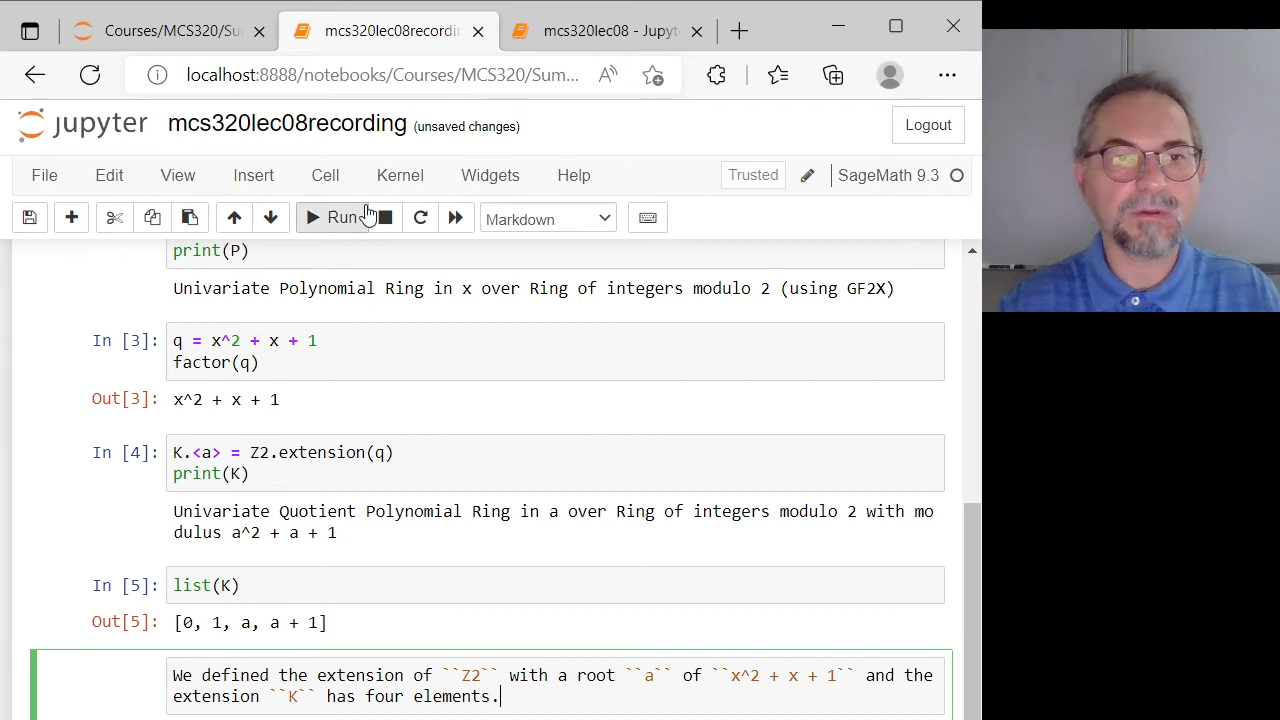 Courses/MCS320/Su
mcs320lec08recordi
mcs320lec08 - Jupyt
localhost:8888/notebooks/Courses/MCS320/Sum...
jupyter mcs320lec08recording (unsaved changes)
Logout
File Edit View Insert Cell Kernel Widgets Help Trusted SageMath 9.3
Run Markdown
print(P)
Univariate Polynomial Ring in x over Ring of integers modulo 2 (using GF2X)
In [3]: q = x^2 + x + 1
factor(q)
Out[3]: x^2 + x + 1
In [4]: K.<a> = Z2.extension(q)
print(K)
Univariate Quotient Polynomial Ring in a over Ring of integers modulo 2 with mo
dulus a^2 + a + 1
In [5]: list(K)
Out[5]: [0, 1, a, a + 1]
We defined the extension of ``Z2`` with a root ``a`` of ``x^2 + x + 1`` and the
extension ``K`` has four elements.